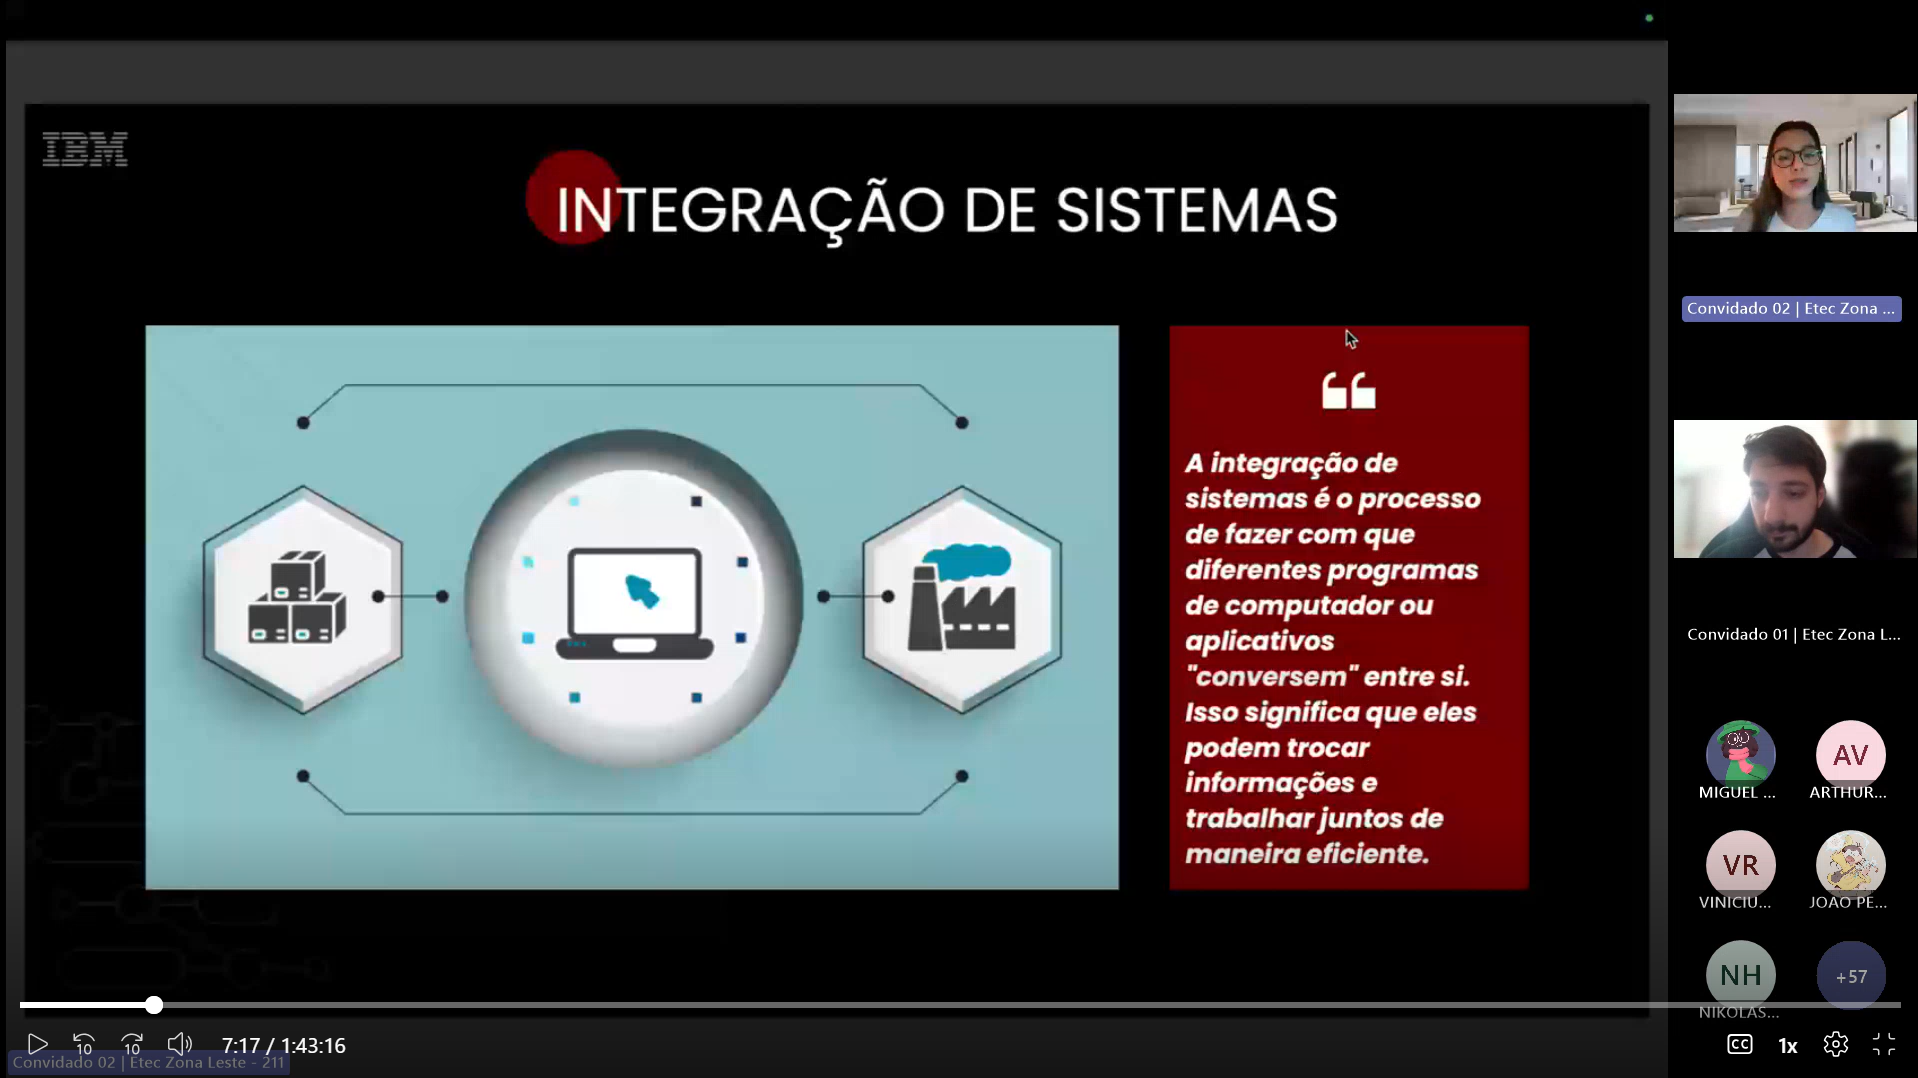 IBM
INTEGRAÇÃO DE SISTEMAS
A integração de
sistemas é o processo
de fazer com que
diferentes programas
de computador ou
aplicativos
"conversem" entre si.
Isso significa que eles
podem trocar
informações e
trabalhar juntos de
maneira eficiente.
Convidado 02 | Etec Zona ...
Convidado 01 | Etec Zona L...
MIGUEL ...
AV
ARTHUR...
VR
VINICIU...
JOAO PE...
NH
NIKOLAS...
+57
10
10
7:17 / 1:43:16
CC
1x
Convidado 02 | Etec Zona Leste - 211